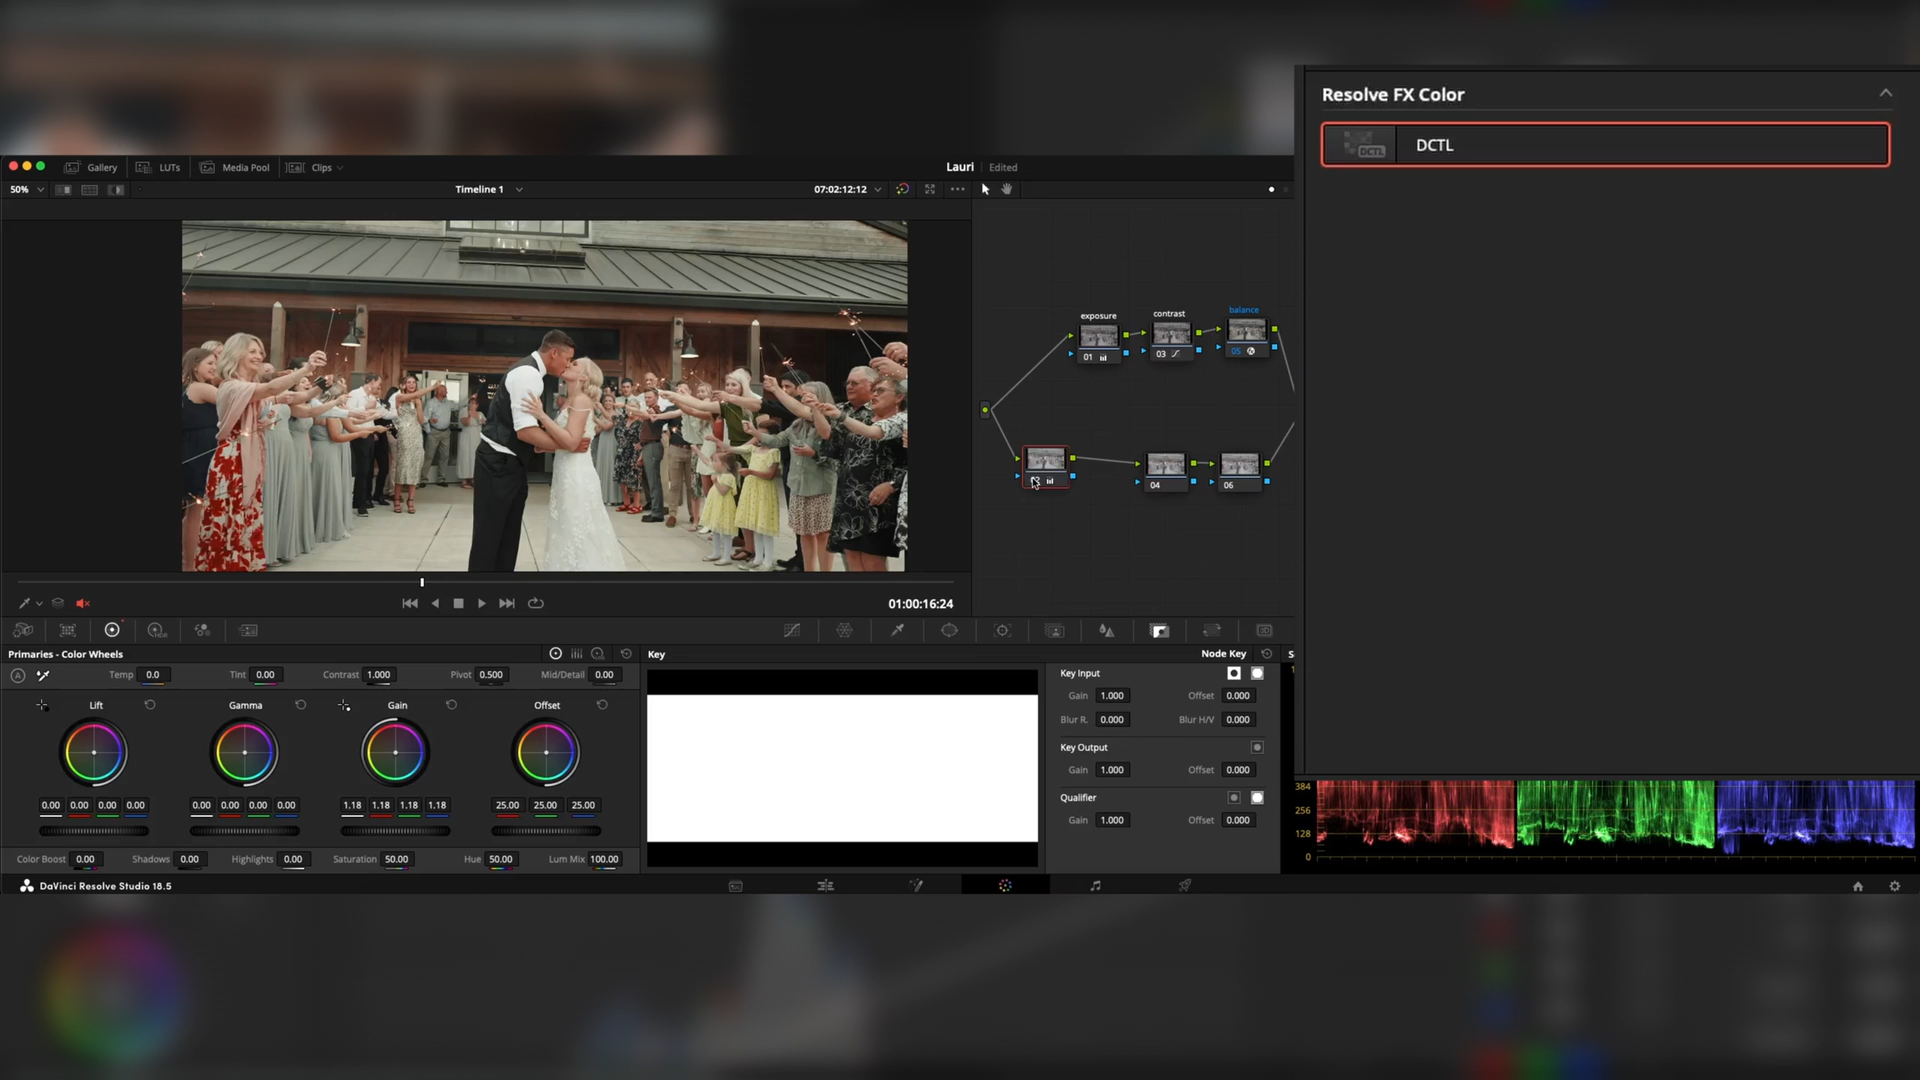 Resolve FX Color
DCTL
DCTL
Gallery
LUTs
Media Pool
Clips
Lauri
Edited
50%
Timeline 1
07:02:12:12
exposure
contrast
balance
01
03
05
04
06
01:00:16:24
HDR
3D
Primaries - Color Wheels
Key
Node Key
S
A
Temp 0.0
Tint 0.00
Contrast 1.000
Pivot 0.500
Mid/Detail 0.00
Lift
Gamma
Gain
Offset
0.00 0.00 0.00 0.00
0.00 0.00 0.00 0.00
1.18 1.18 1.18 1.18
25.00 25.00 25.00
Color Boost 0.00
Shadows 0.00
Highlights 0.00
Saturation 50.00
Hue 50.00
Lum Mix 100.00
Key Input
Gain 1.000
Offset 0.000
Blur R. 0.000
Blur H/V 0.000
Key Output
Gain 1.000
Offset 0.000
Qualifier
Gain 1.000
Offset 0.000
384
256
128
0
DaVinci Resolve Studio 18.5